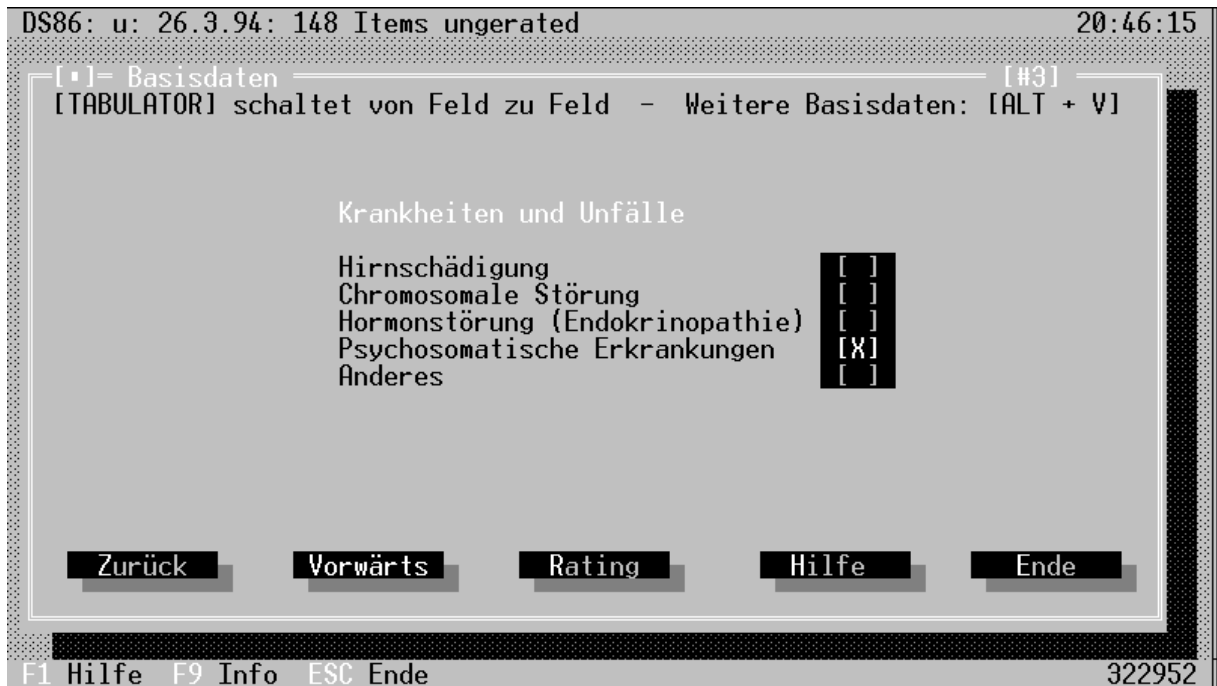 DS86: u: 26.3.94: 148 Items ungerated 20:46:15
[▪]= Basisdaten [#3]
[TABULATOR] schaltet von Feld zu Feld - Weitere Basisdaten: [ALT + V]
Krankheiten und Unfälle
Hirnschädigung [ ]
Chromosomale Störung [ ]
Hormonstörung (Endokrinopathie) [ ]
Psychosomatische Erkrankungen [X]
Anderes [ ]
Zurück Vorwärts Rating Hilfe Ende
F1 Hilfe F9 Info ESC Ende 322952